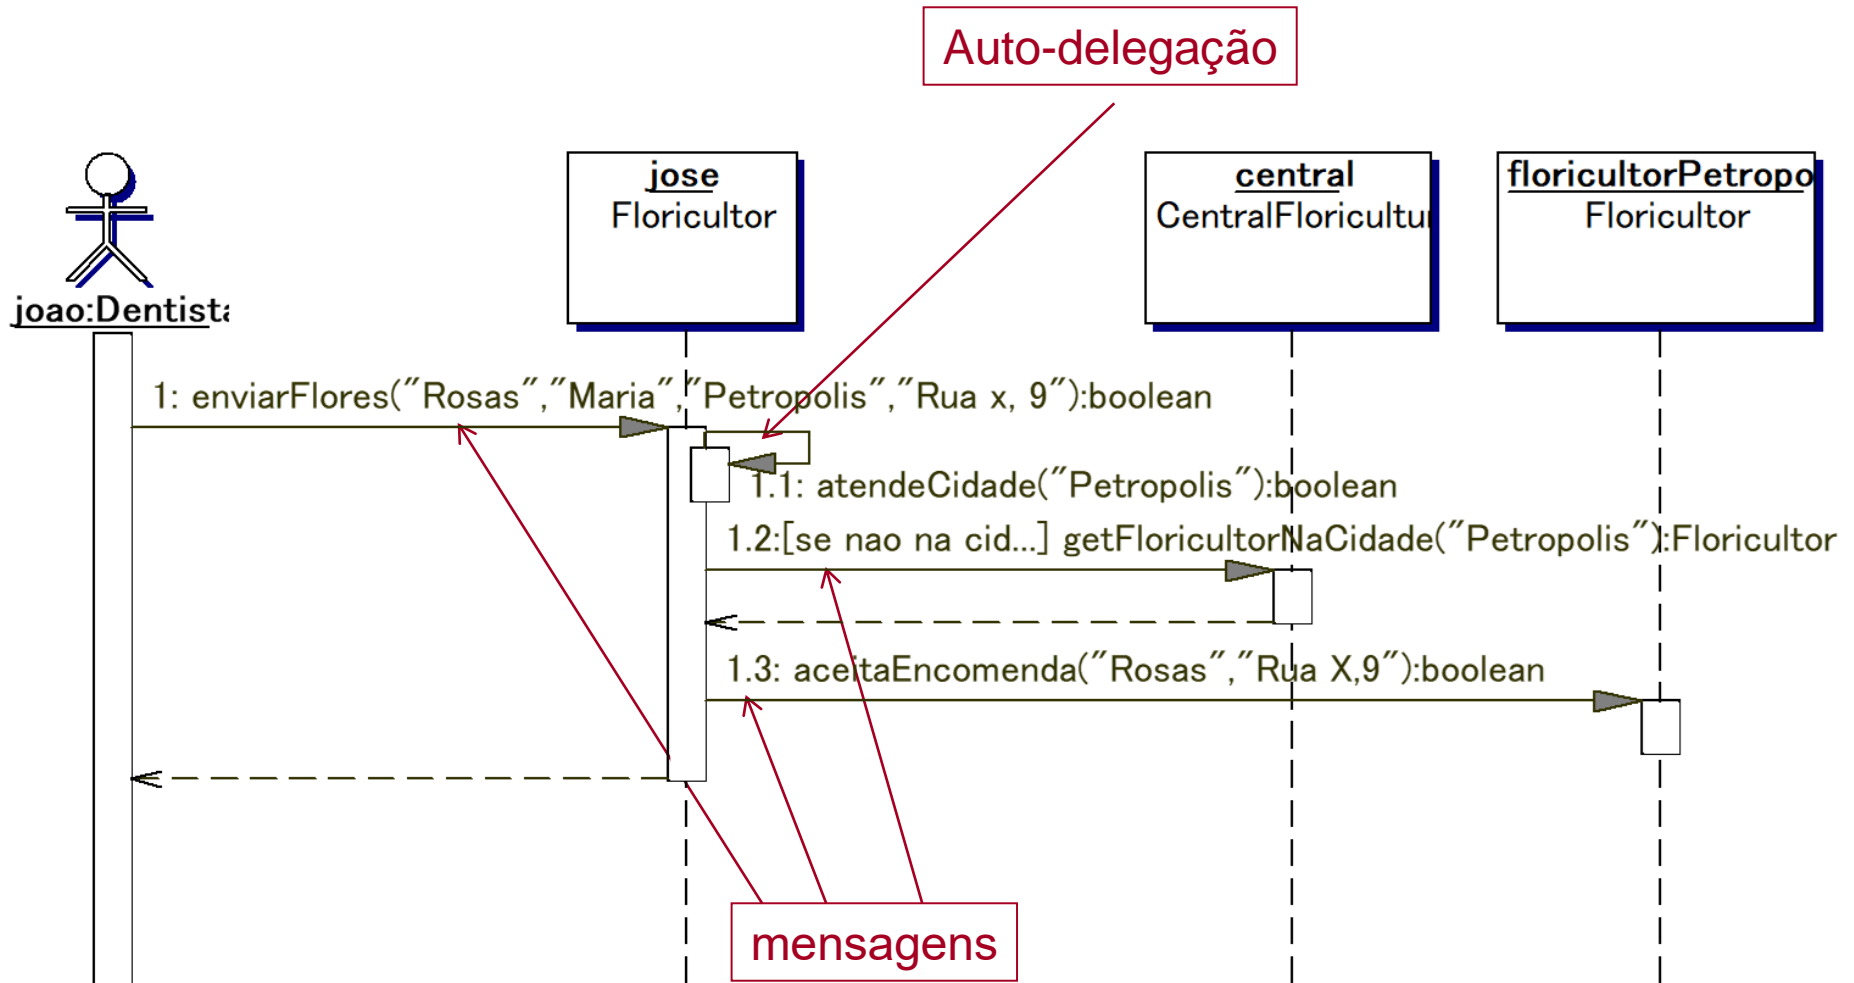 Auto-delegação
jose
Floricultor
central
CentralFloricultu
floricultorPetropo
Floricultor
joao:Dentista
1: enviarFlores("Rosas","Maria","Petropolis","Rua x, 9"):boolean
1.1: atendeCidade("Petropolis"):boolean
1.2:[se nao na cid...] getFloricultorNaCidade("Petropolis"):Floricultor
1.3: aceitaEncomenda("Rosas","Rua X,9"):boolean
mensagens